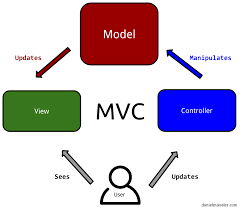 Model
Updates
Manipulates
View
MVC
Controller
Sees
User
Updates